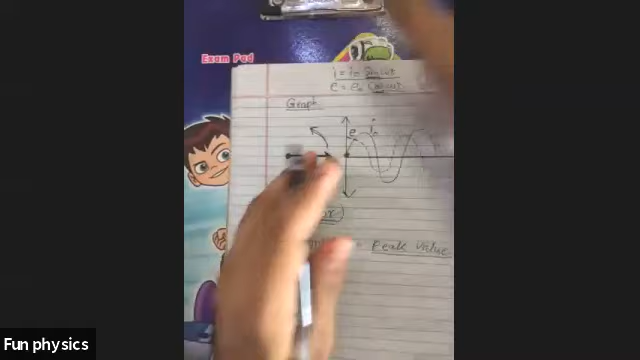 Exam Pad
i = i₀ Sin ωt
e = e₀ Cos ωt
Graph
e
Peak value
Fun physics